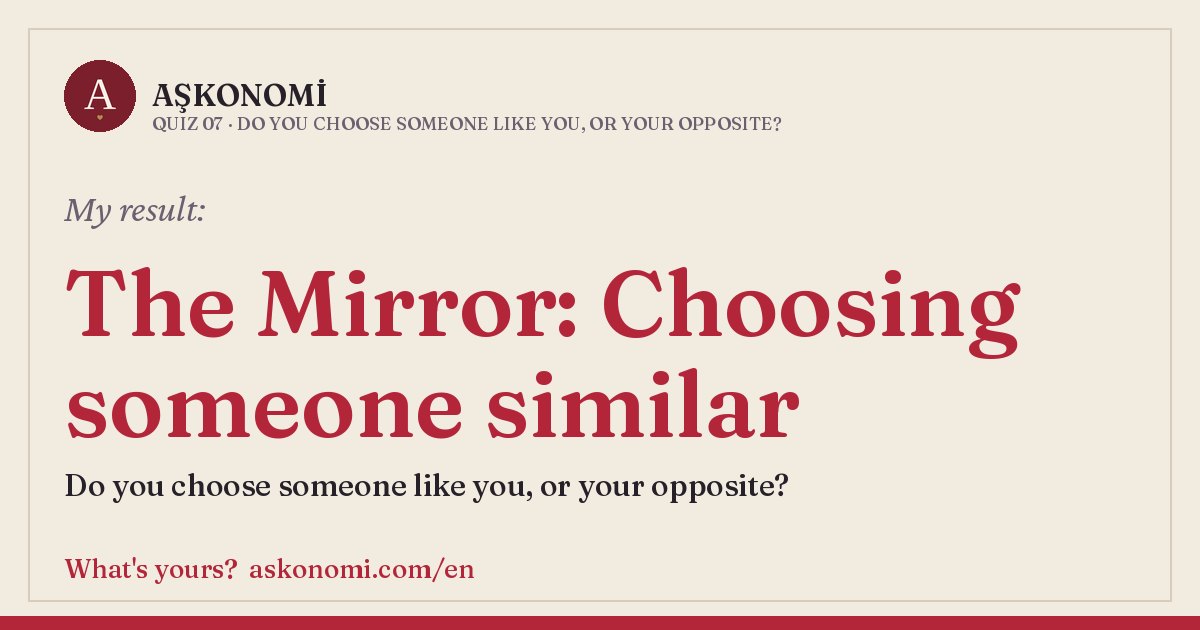 A
AŞKONOMİ
QUIZ 07 · DO YOU CHOOSE SOMEONE LIKE YOU, OR YOUR OPPOSITE?
My result:
The Mirror: Choosing
someone similar
Do you choose someone like you, or your opposite?
What's yours? askonomi.com/en